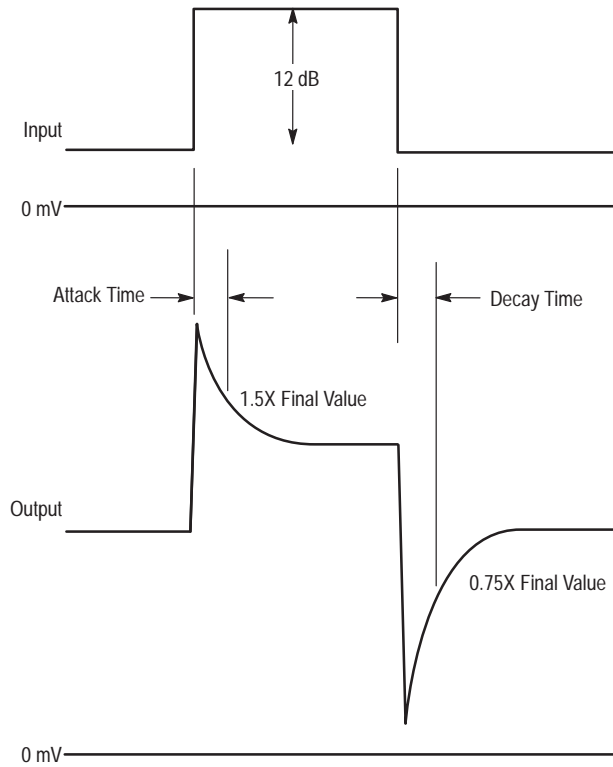 12 dB
Input
0 mV
Attack Time
Decay Time
1.5X Final Value
Output
0.75X Final Value
0 mV